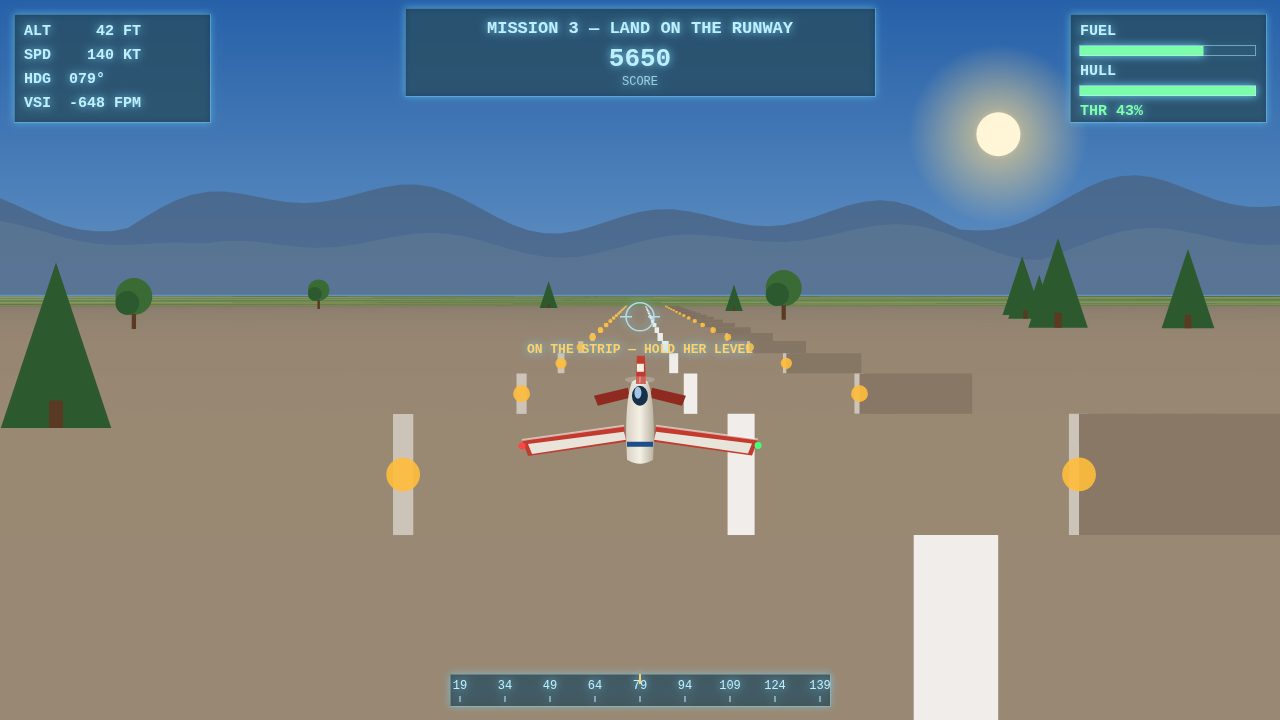 ALT 42 FT
SPD 140 KT
HDG 079°
VSI -648 FPM
MISSION 3 — LAND ON THE RUNWAY
5650
SCORE
FUEL
HULL
THR 43%
ON THE STRIP — HOLD HER LEVEL
19 34 49 64 79 94 109 124 139